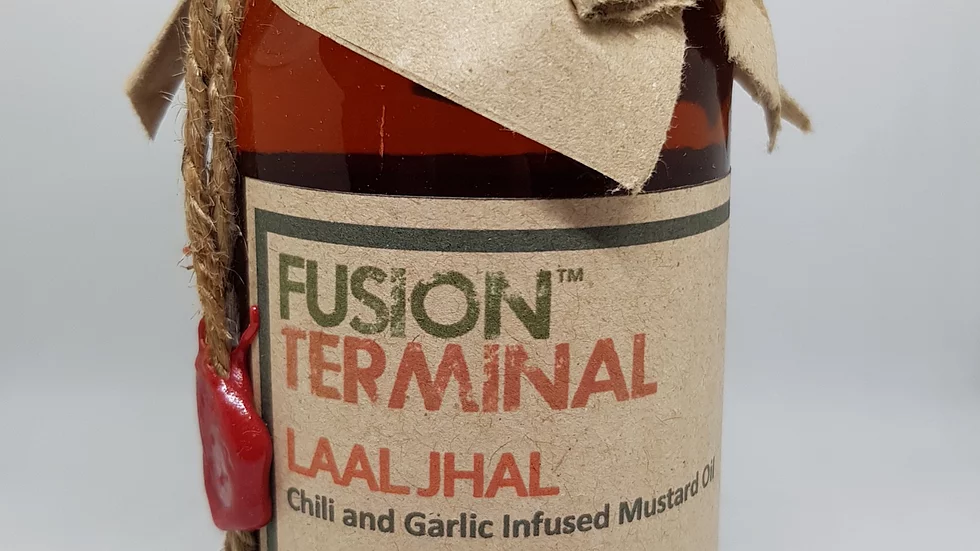 FUSION™
TERMINAL
LAAL JHAL
Chili and Garlic Infused Mustard Oil